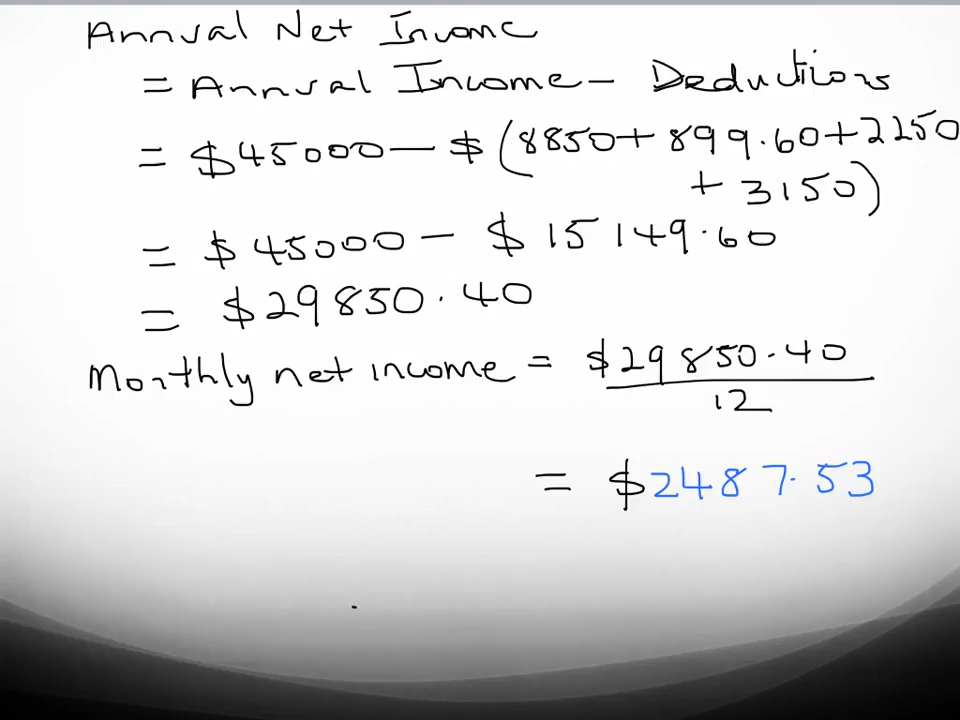 Annual Net Income
= Annual Income - Deductions
= $45000 - $(8850+899.60+2250
+ 3150)
= $45000 - $15149.60
= $29850.40
Monthly net income = $29850.40
12
= $2487.53